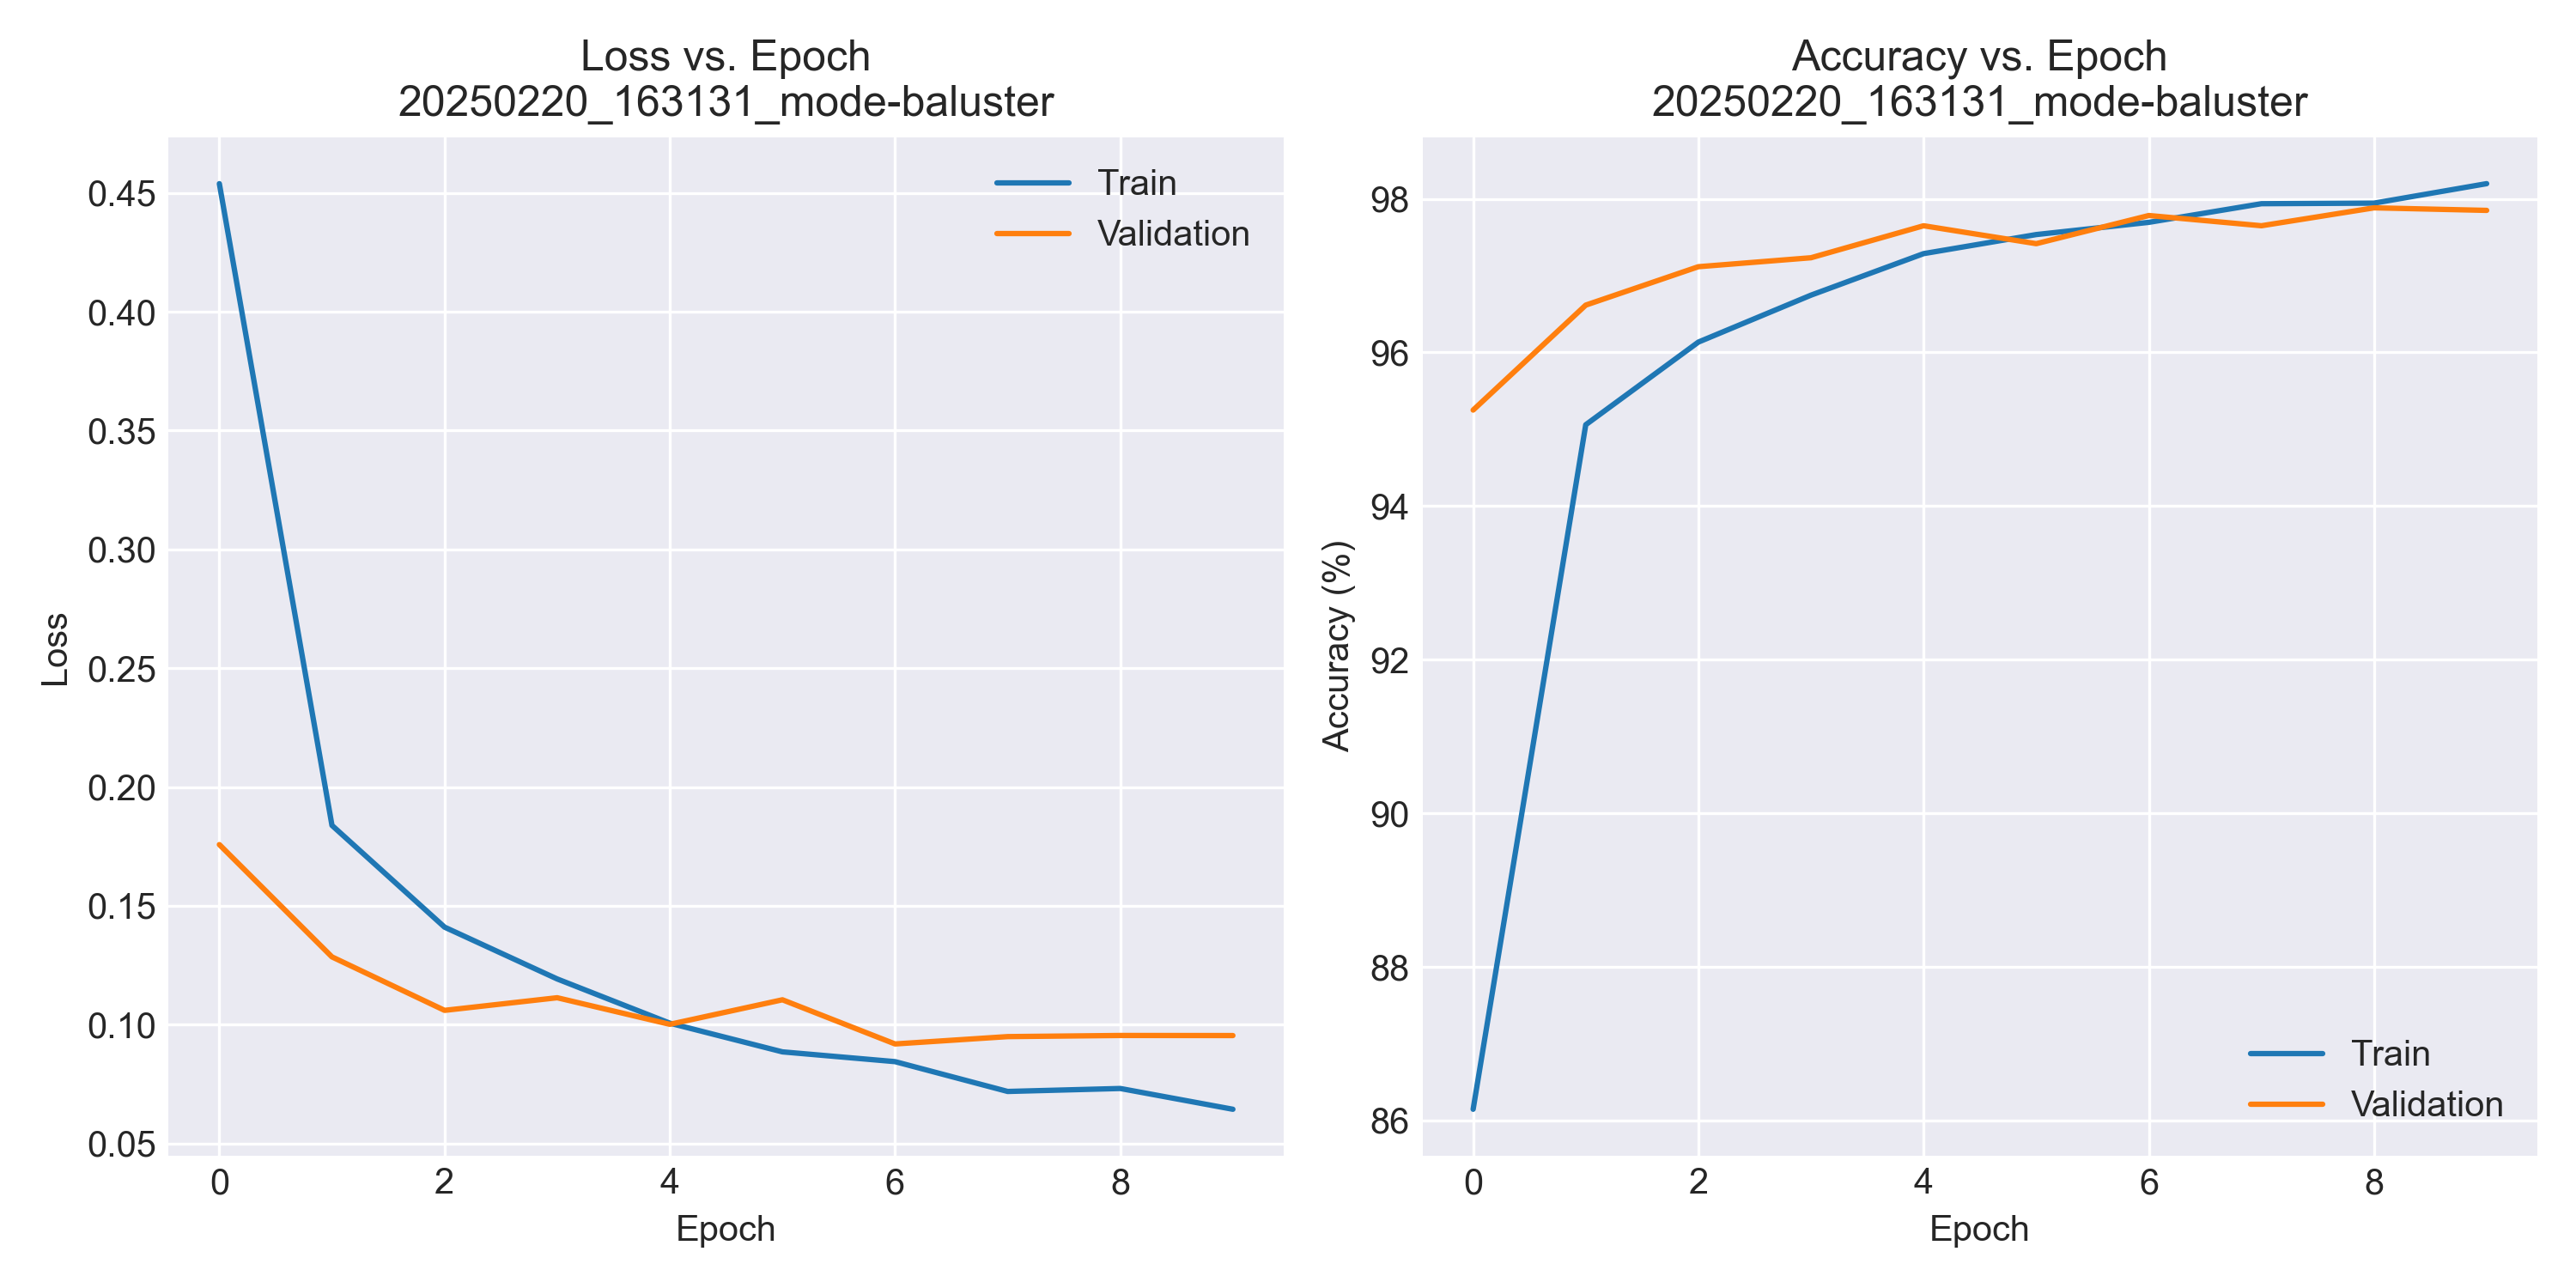 Loss vs. Epoch
20250220_163131_mode-baluster
Train
Validation
0.45
0.40
0.35
0.30
0.25
0.20
0.15
0.10
0.05
Loss
0 2 4 6 8
Epoch
Accuracy vs. Epoch
20250220_163131_mode-baluster
98
96
94
92
90
88
86
Accuracy (%)
Train
Validation
0 2 4 6 8
Epoch